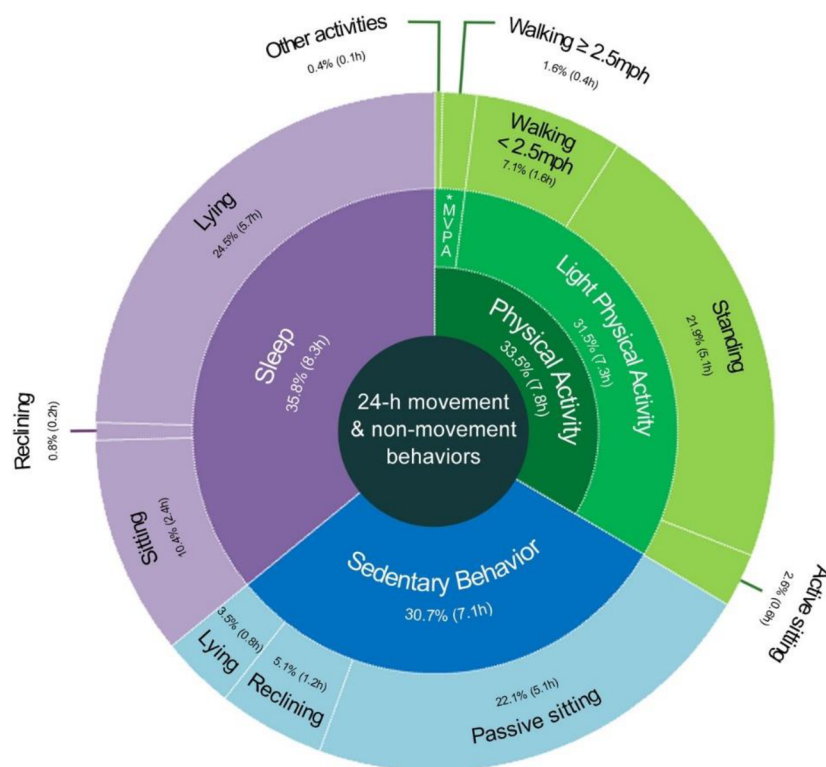 Other activities
0.4% (0.1h)
Walking ≥ 2.5mph
1.6% (0.4h)
Walking
< 2.5mph
7.1% (1.6h)
Standing
21.9% (5.1h)
Active sitting
2.6% (0.6h)
*MVPA
Light Physical Activity
31.5% (7.3h)
Physical Activity
33.5% (7.8h)
24-h movement
& non-movement
behaviors
Sleep
35.8% (8.3h)
Lying
24.5% (5.7h)
Reclining
0.8% (0.2h)
Sitting
10.4% (2.4h)
Sedentary Behavior
30.7% (7.1h)
3.5% (0.8h)
Lying
5.1% (1.2h)
Reclining
22.1% (5.1h)
Passive sitting